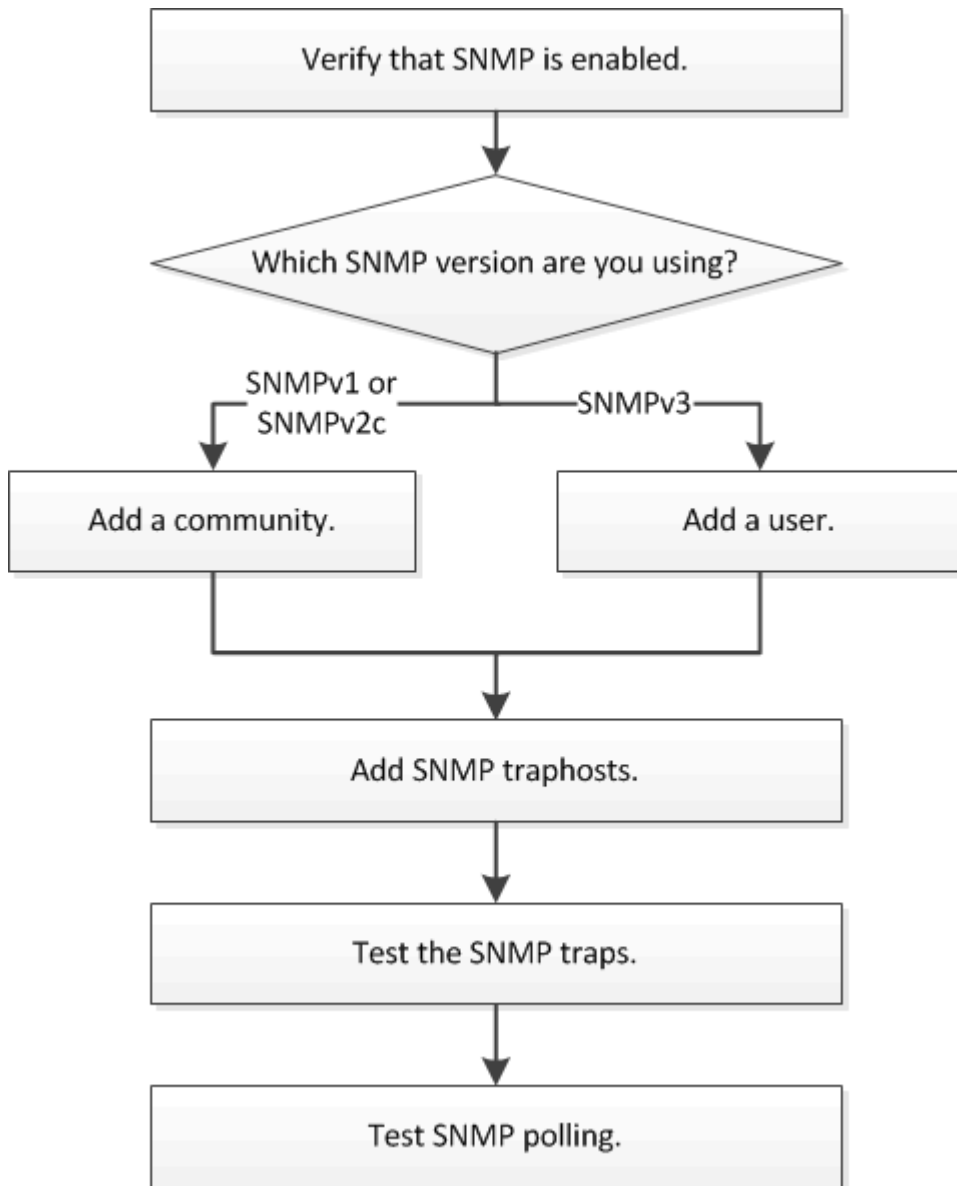 Verify that SNMP is enabled.
Which SNMP version are you using?
SNMPv1 or
SNMPv2c
SNMPv3
Add a community.
Add a user.
Add SNMP traphosts.
Test the SNMP traps.
Test SNMP polling.